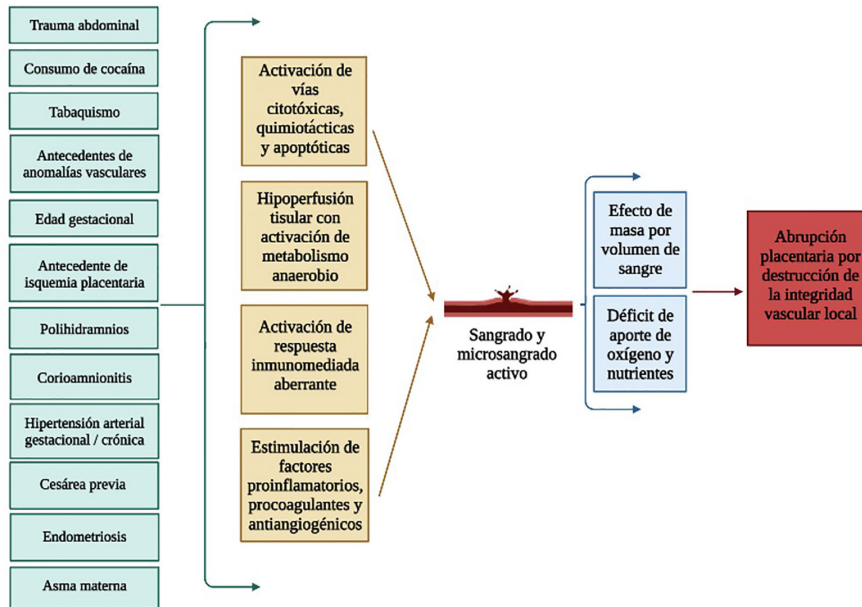 Trauma abdominal
Consumo de cocaína
Tabaquismo
Antecedentes de
anomalías vasculares
Edad gestacional
Antecedente de
isquemia placentaria
Polihidramnios
Corioamnionitis
Hipertensión arterial
gestacional / crónica
Cesárea previa
Endometriosis
Asma materna
Activación de
vías
citotóxicas,
quimiotácticas
y apoptóticas
Hipoperfusión
tisular con
activación de
metabolismo
anaerobio
Activación de
respuesta
inmunomediada
aberrante
Estimulación de
factores
proinflamatorios,
procoagulantes y
antiangiogénicos
Sangrado y
microsangrado
activo
Efecto de
masa por
volumen de
sangre
Déficit de
aporte de
oxígeno y
nutrientes
Abrupción
placentaria por
destrucción de
la integridad
vascular local